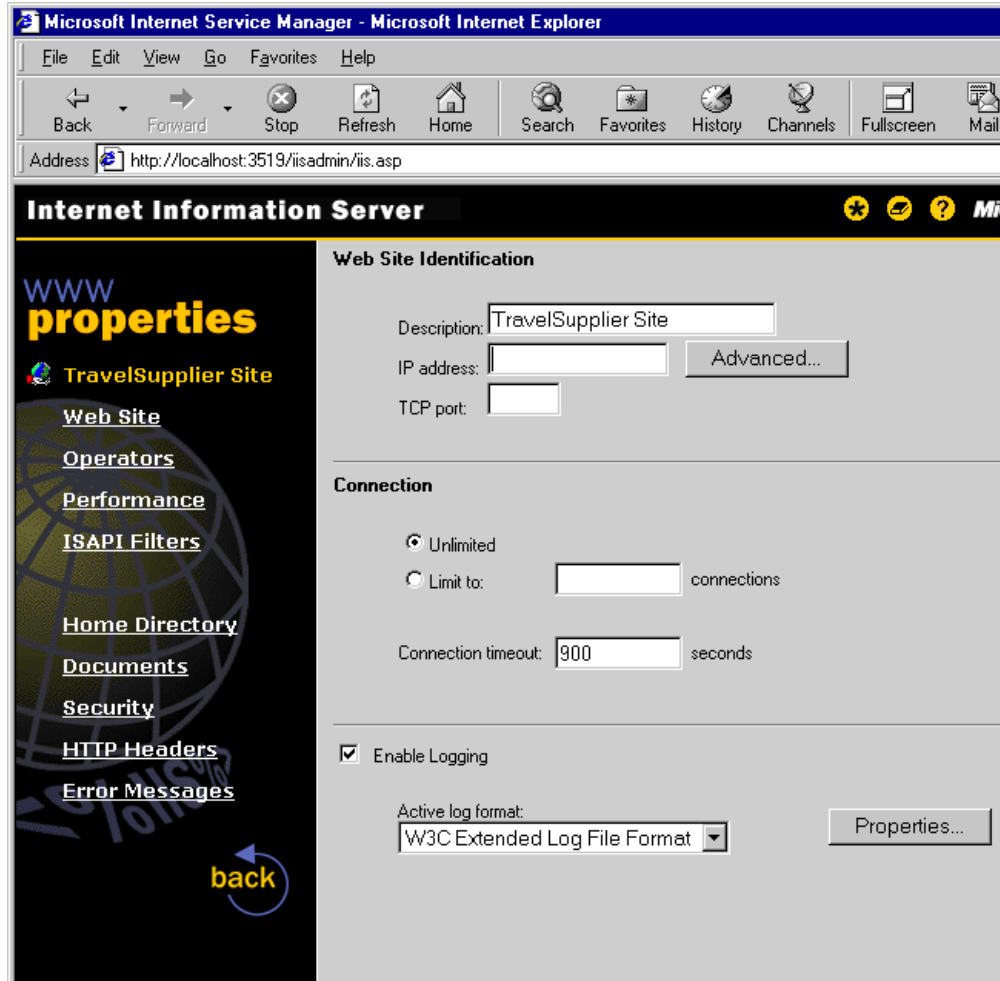 Microsoft Internet Service Manager - Microsoft Internet Explorer
File Edit View Go Favorites Help
Back Forward Stop Refresh Home Search Favorites History Channels Fullscreen Mail
Address http://localhost:3519/iisadmin/iis.asp
Internet Information Server
Web Site Identification
www
properties
Description: TravelSupplier Site
IP address: Advanced...
TravelSupplier Site
TCP port:
Web Site
Operators
Connection
Performance
ISAPI Filters
Unlimited
Limit to: connections
Home Directory
Connection timeout: 900 seconds
Documents
Security
HTTP Headers
Enable Logging
Error Messages
Active log format:
W3C Extended Log File Format Properties...
back